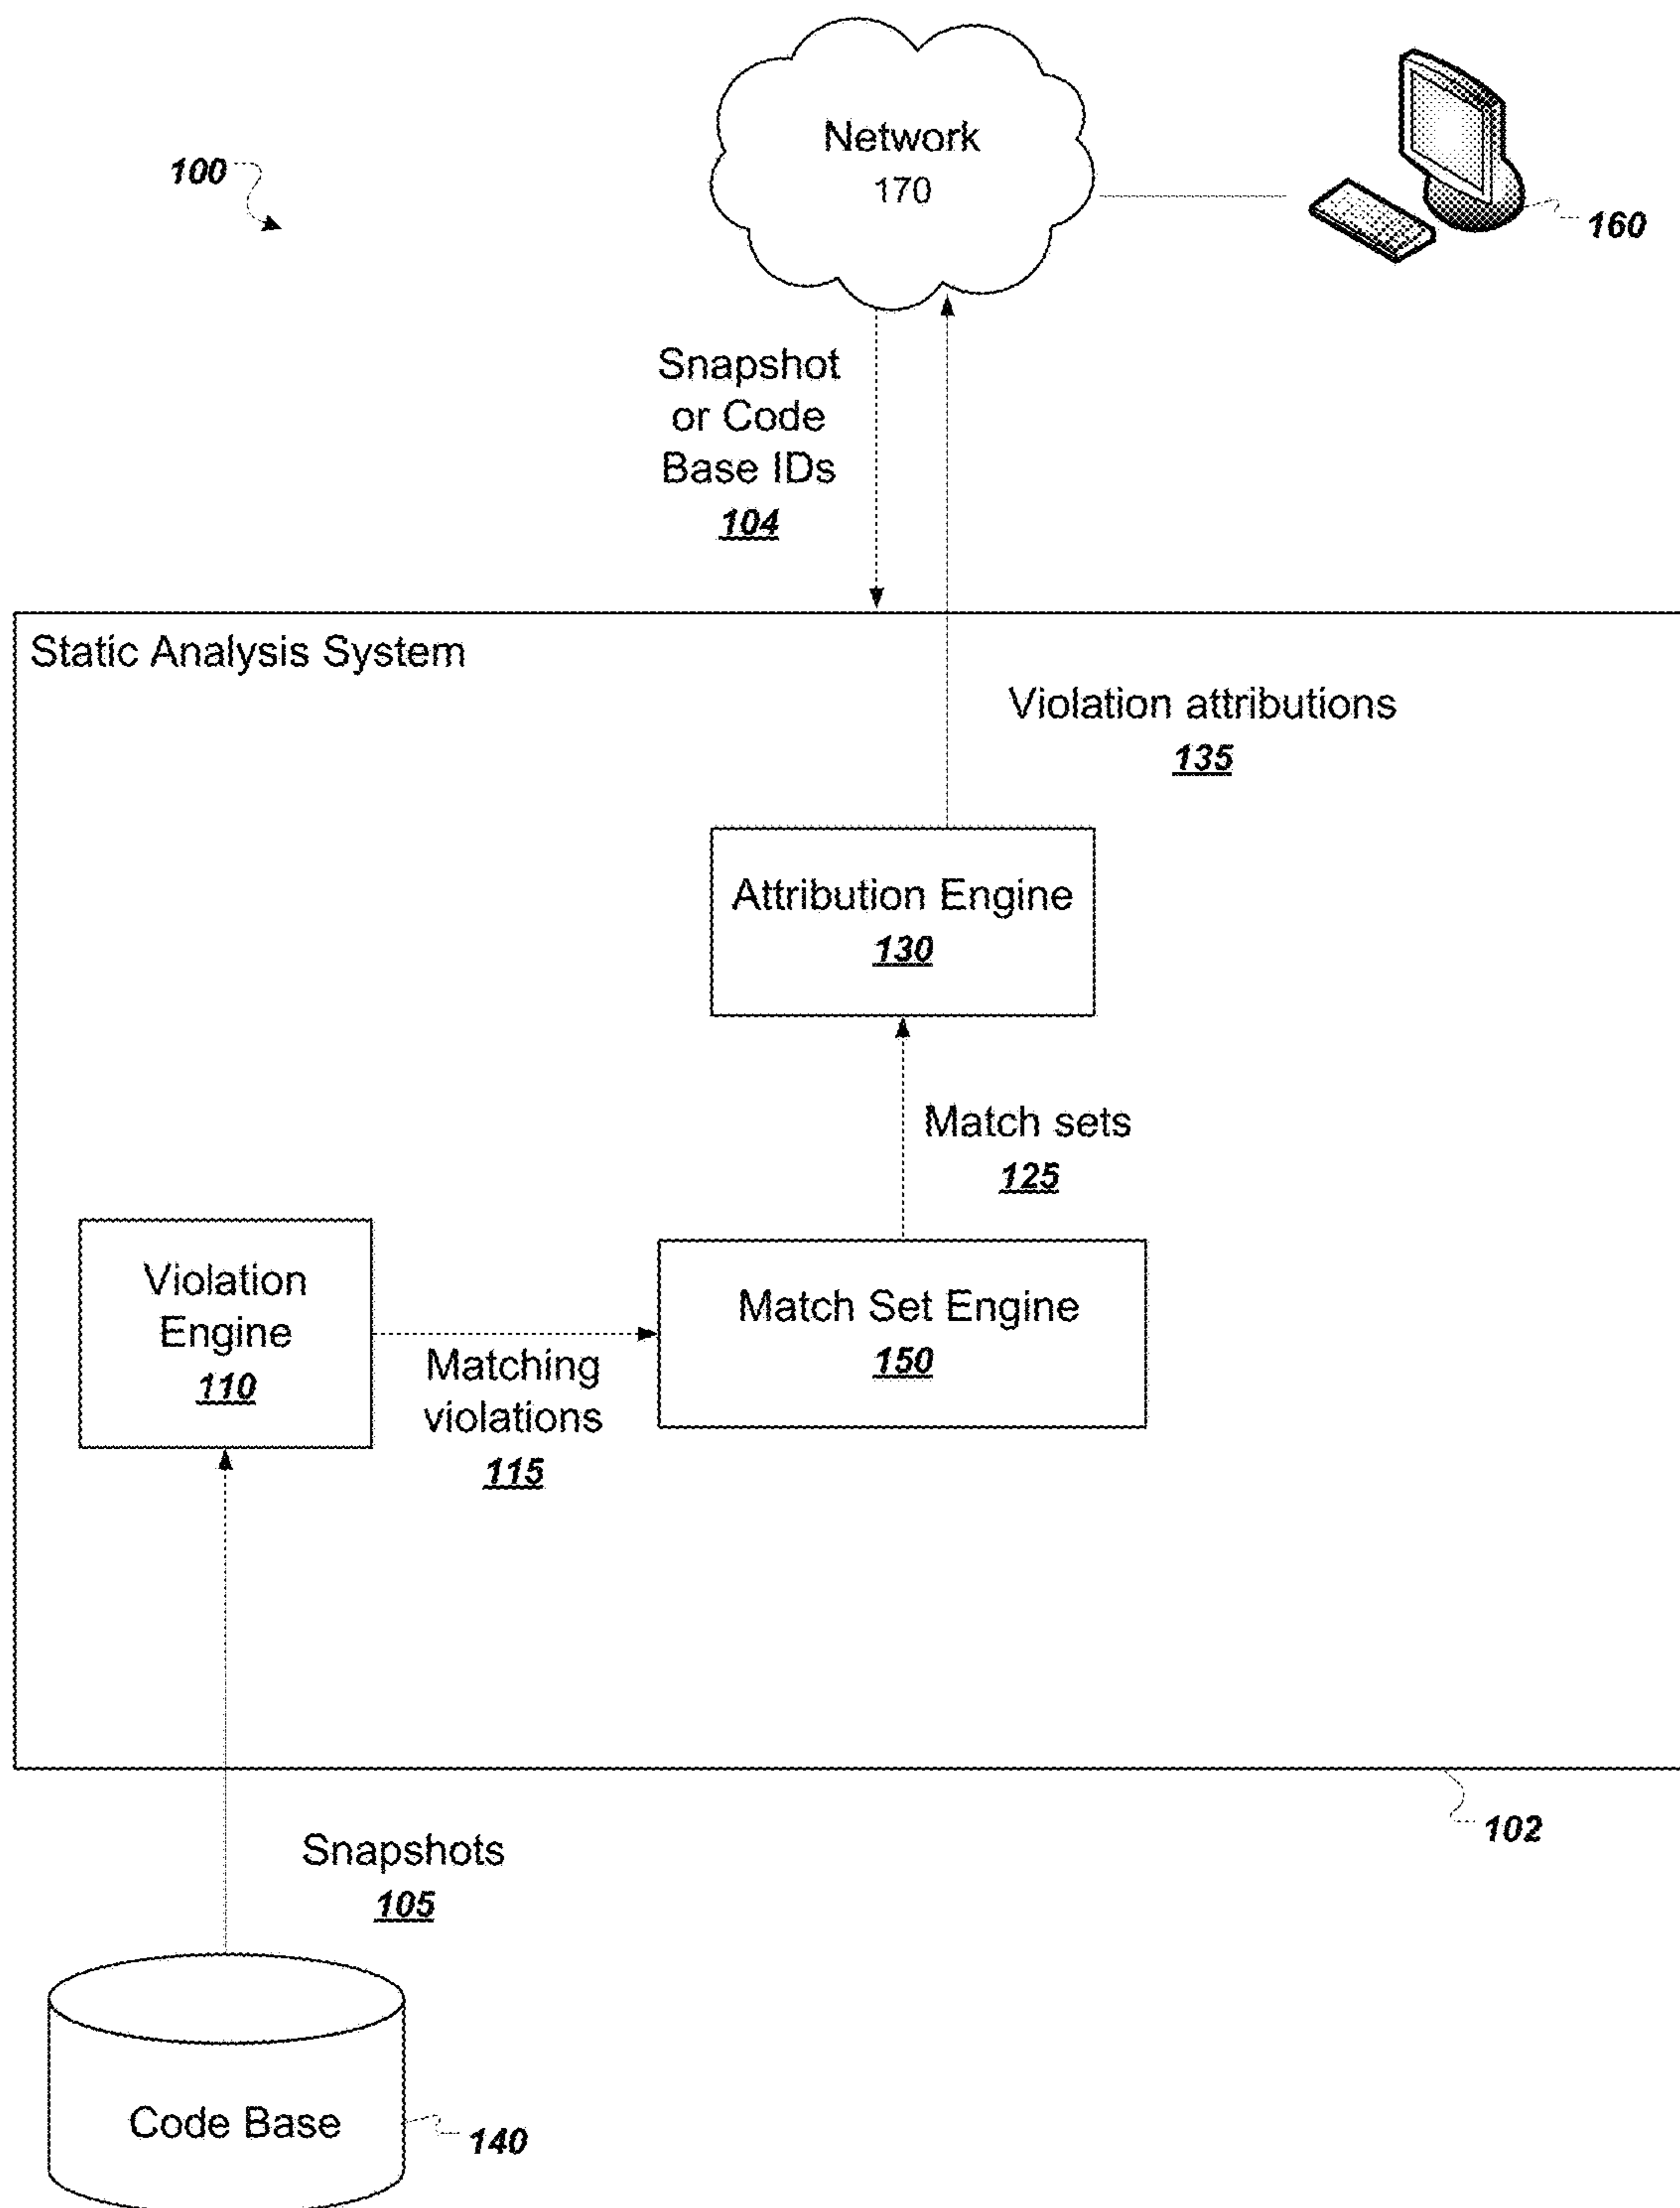 Network
170
100
160
Snapshot
or Code
Base IDs
104
Static Analysis System
Violation attributions
135
Attribution Engine
130
Match sets
125
Violation
Engine
110
Match Set Engine
150
Matching
violations
115
102
Snapshots
105
Code Base
140